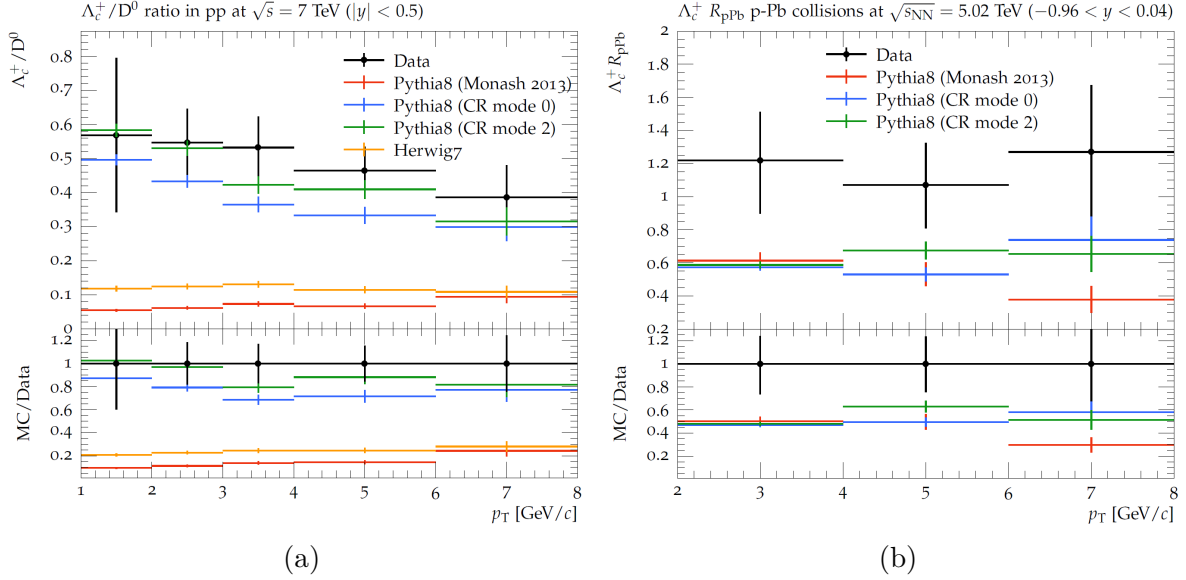 Λc⁺/D⁰ ratio in pp at √s = 7 TeV (|y| < 0.5)
Λc⁺/D⁰
0.8
0.7
0.6
0.5
0.4
0.3
0.2
0.1
0
Data
Pythia8 (Monash 2013)
Pythia8 (CR mode 0)
Pythia8 (CR mode 2)
Herwig7
MC/Data
1.2
1
0.8
0.6
0.4
0.2
1 2 3 4 5 6 7 8
pT [GeV/c]
(a)
Λc⁺ RpPb p-Pb collisions at √sNN = 5.02 TeV (−0.96 < y < 0.04)
Λc⁺ RpPb
2
1.8
1.6
1.4
1.2
1
0.8
0.6
0.4
0.2
Data
Pythia8 (Monash 2013)
Pythia8 (CR mode 0)
Pythia8 (CR mode 2)
MC/Data
1.2
1
0.8
0.6
0.4
0.2
2 3 4 5 6 7 8
pT [GeV/c]
(b)